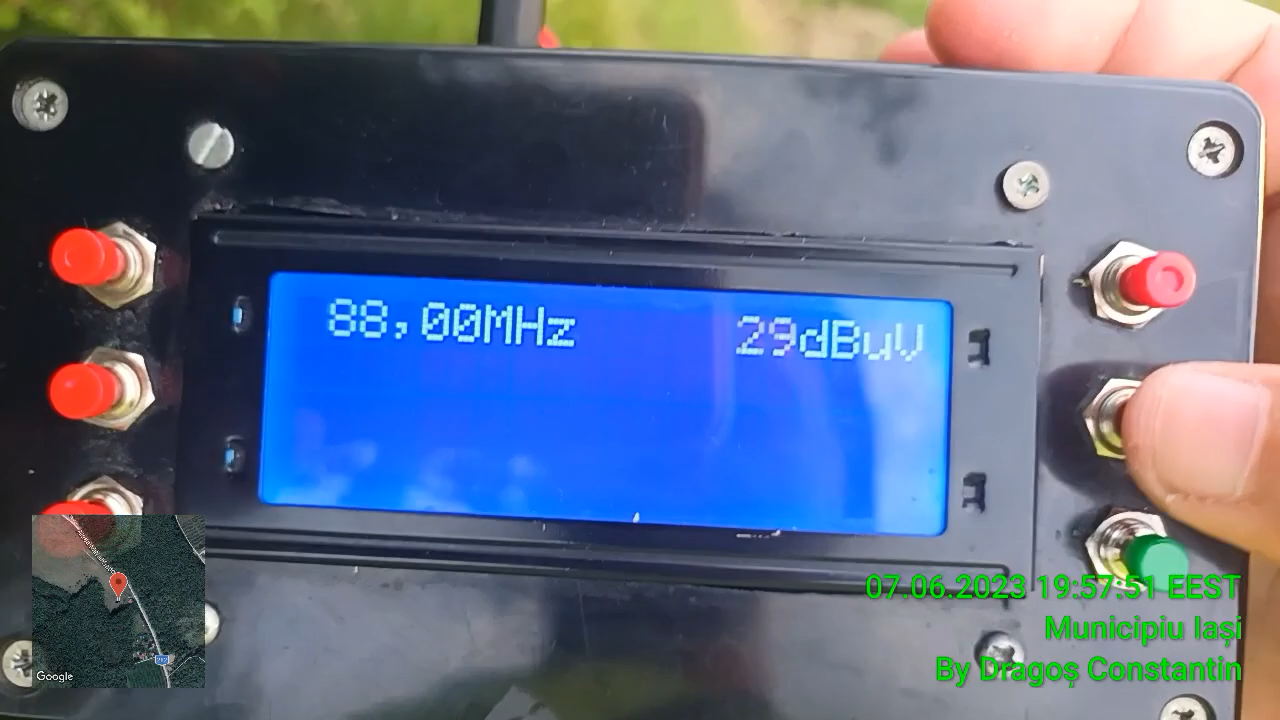 88,00MHz 29dBuV
07.06.2023 19:57:51 EEST
Municipiu Iași
By Dragoș Constantin
Google